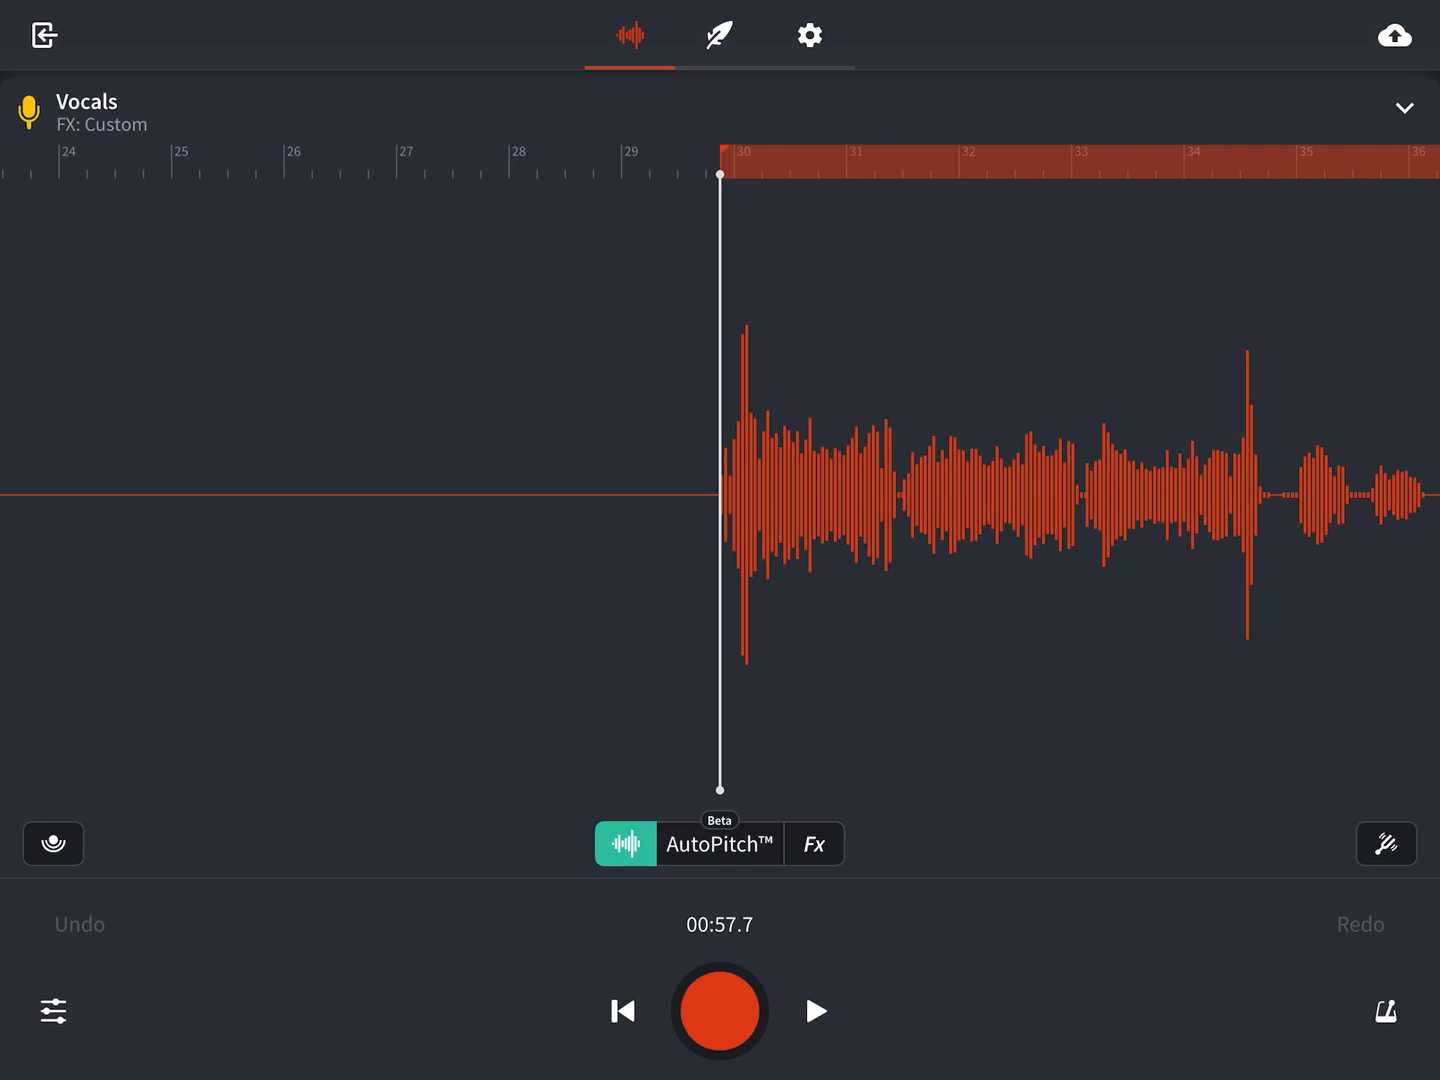 Vocals
FX: Custom
24 25 26 27 28 29 30 31 32 33 34 35 36
Beta
AutoPitch™ Fx
Undo 00:57.7 Redo